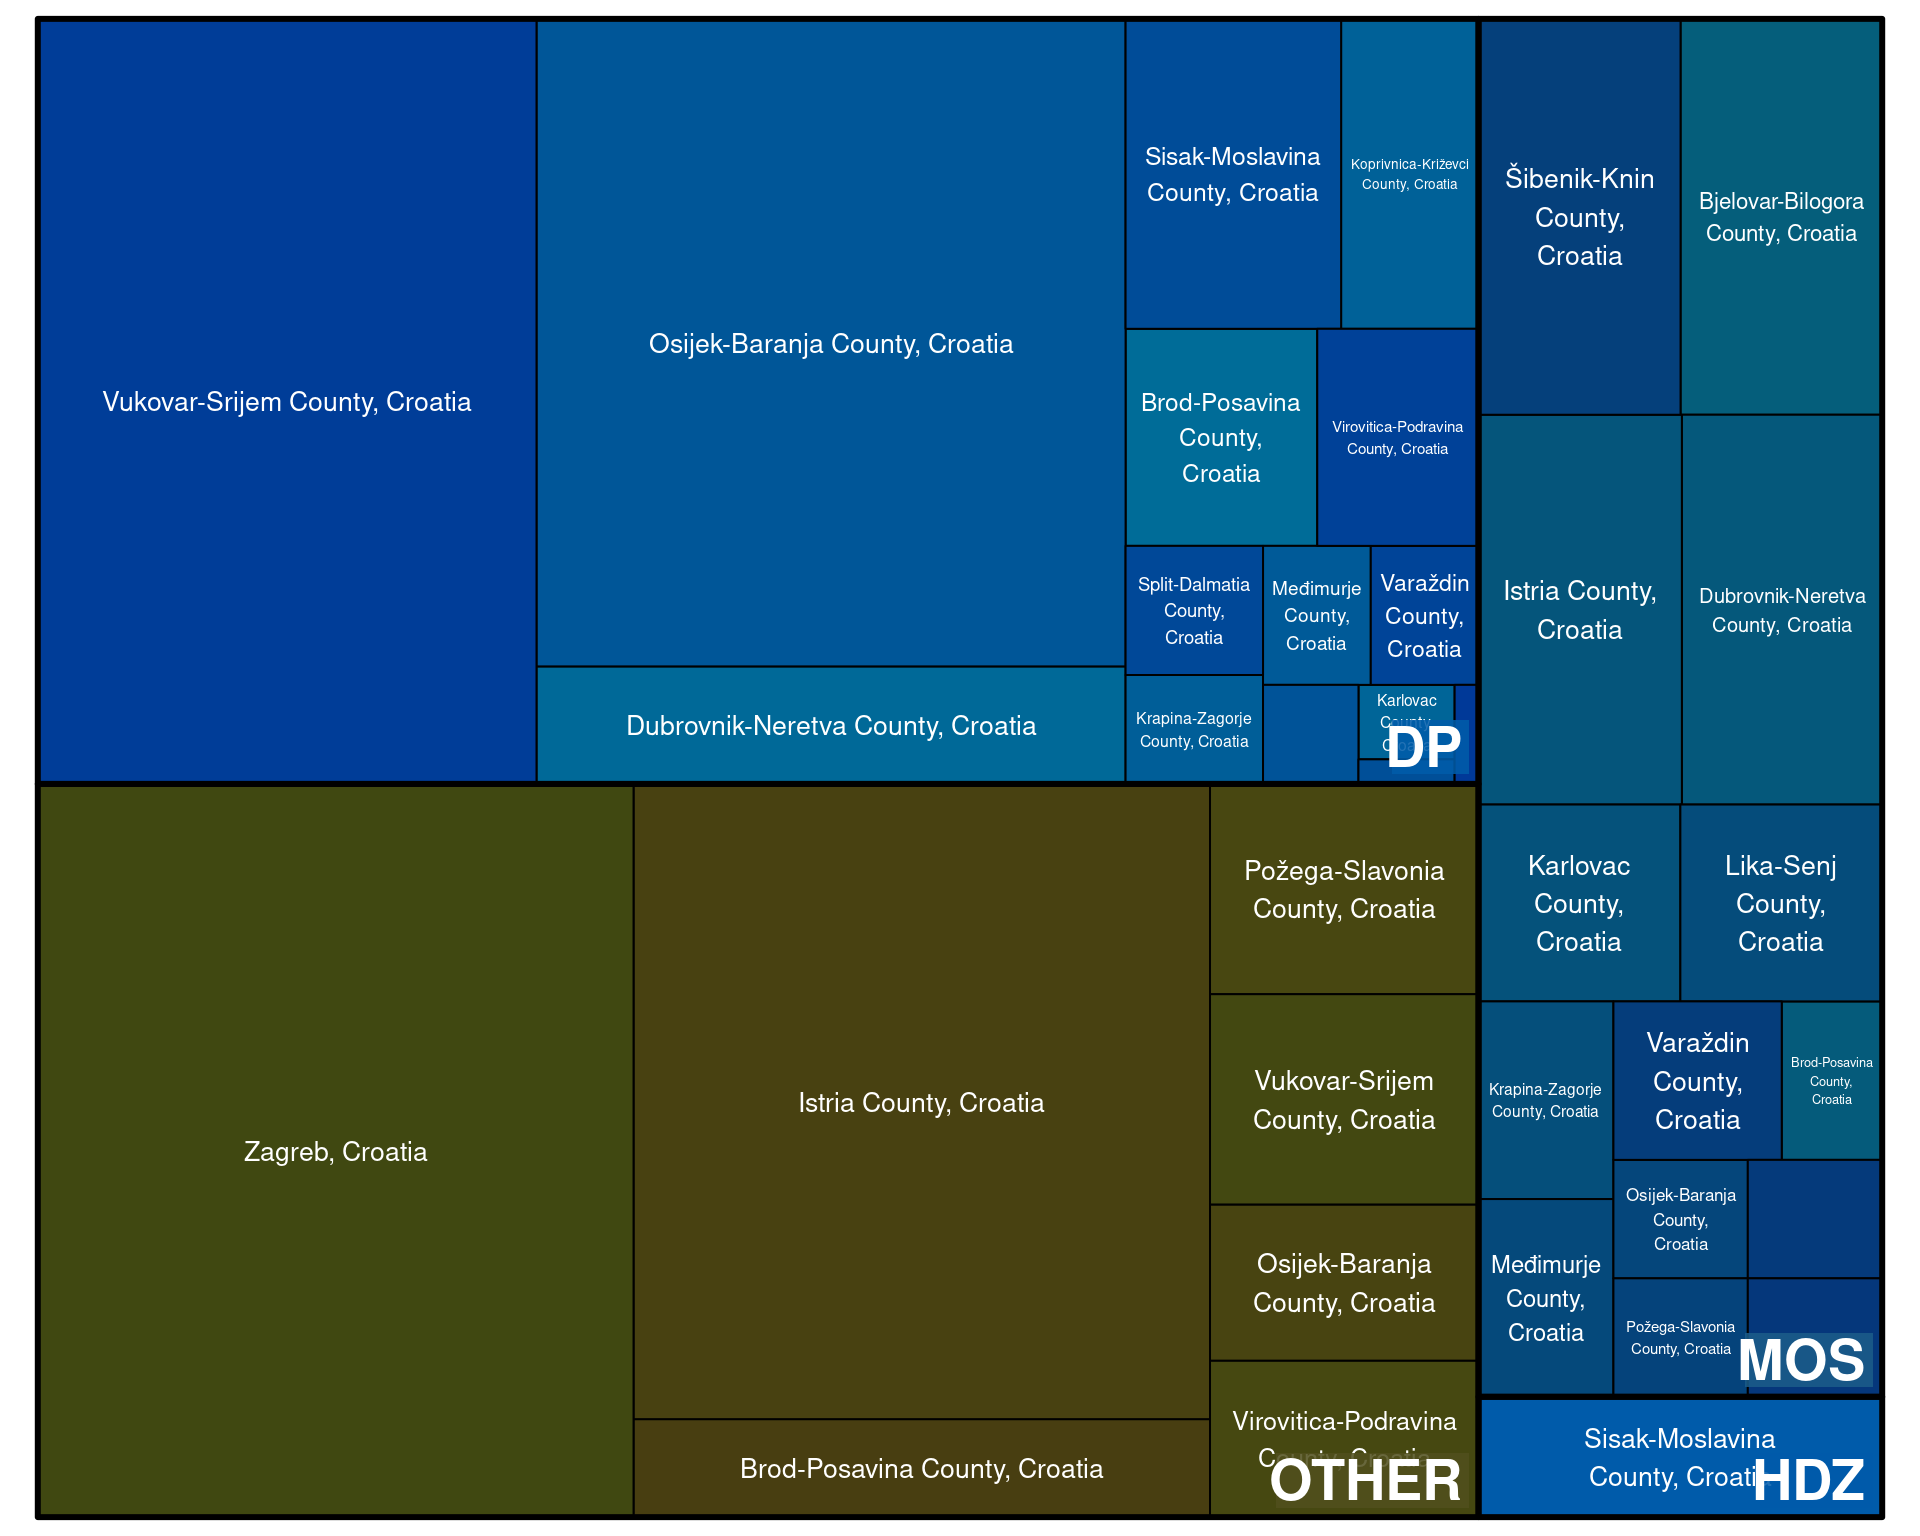 Vukovar-Srijem County, Croatia
Osijek-Baranja County, Croatia
Dubrovnik-Neretva County, Croatia
Sisak-Moslavina
County, Croatia
Koprivnica-Križevci
County, Croatia
Brod-Posavina
County,
Croatia
Virovitica-Podravina
County, Croatia
Split-Dalmatia
County,
Croatia
Međimurje
County,
Croatia
Varaždin
County,
Croatia
Krapina-Zagorje
County, Croatia
Karlovac
County
DP
Zagreb, Croatia
Istria County, Croatia
Brod-Posavina County, Croatia
Požega-Slavonia
County, Croatia
Vukovar-Srijem
County, Croatia
Osijek-Baranja
County, Croatia
Virovitica-Podravina
County, Croatia
OTHER
Šibenik-Knin
County,
Croatia
Bjelovar-Bilogora
County, Croatia
Istria County,
Croatia
Dubrovnik-Neretva
County, Croatia
Karlovac
County,
Croatia
Lika-Senj
County,
Croatia
Krapina-Zagorje
County, Croatia
Varaždin
County,
Croatia
Brod-Posavina
County,
Croatia
Međimurje
County,
Croatia
Osijek-Baranja
County,
Croatia
Požega-Slavonia
County, Croatia
MOS
Sisak-Moslavina
County, Croatia
HDZ